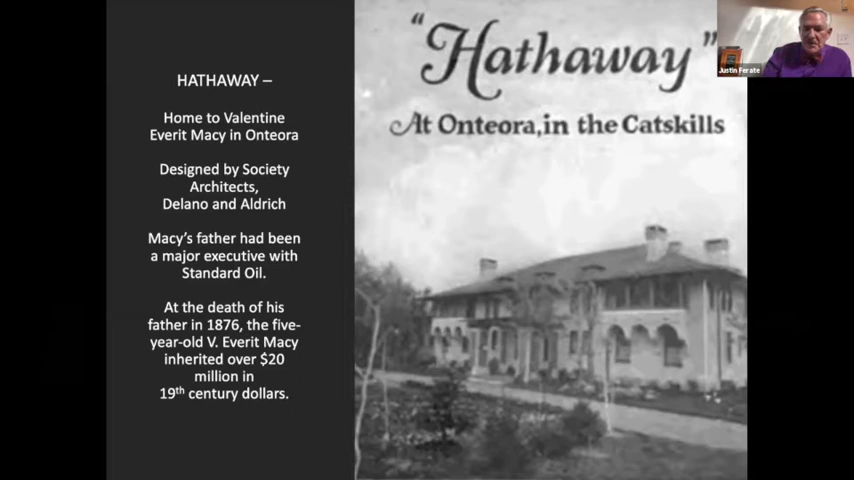 HATHAWAY –
Home to Valentine
Everit Macy in Onteora
Designed by Society
Architects,
Delano and Aldrich
Macy's father had been
a major executive with
Standard Oil.
At the death of his
father in 1876, the five-
year-old V. Everit Macy
inherited over $20
million in
19th century dollars.
"Hathaway"
At Onteora, in the Catskills
Justin Ferate